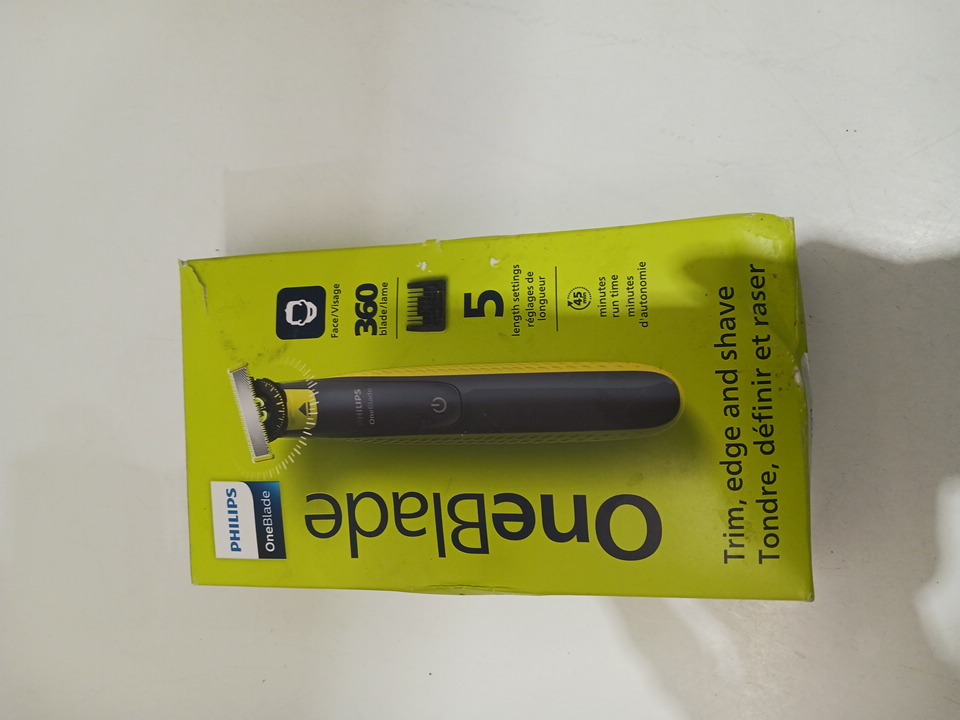 PHILIPS
OneBlade
OneBlade
PHILIPS
OneBlade
Face/Visage
360
blade/lame
5
length settings
réglages de
longueur
45
min
minutes
run time
minutes
d'autonomie
Trim, edge and shave
Tondre, définir et raser